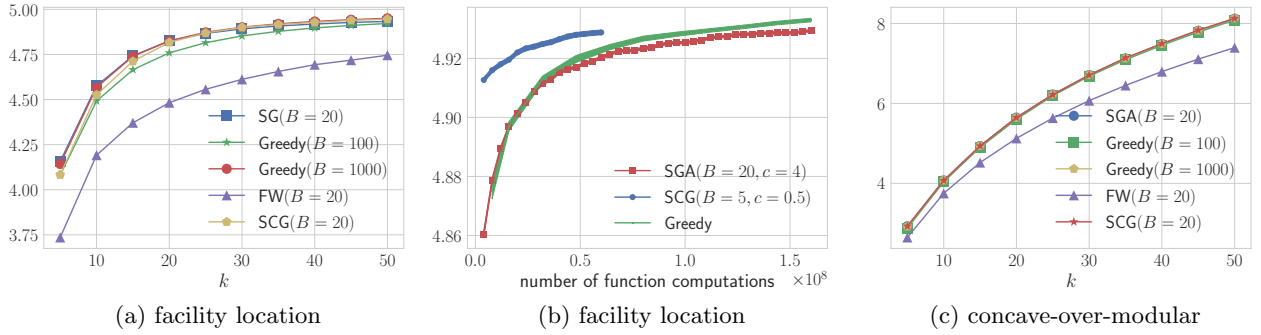 5.00
4.75
4.50
4.25
4.00
3.75
SG(B = 20)
Greedy(B = 100)
Greedy(B = 1000)
FW(B = 20)
SCG(B = 20)
10 20 30 40 50
k
(a) facility location
4.92
4.90
4.88
4.86
SGA(B = 20, c = 4)
SCG(B = 5, c = 0.5)
Greedy
0.0 0.5 1.0 1.5
number of function computations ×10^8
(b) facility location
8
6
4
SGA(B = 20)
Greedy(B = 100)
Greedy(B = 1000)
FW(B = 20)
SCG(B = 20)
10 20 30 40 50
k
(c) concave-over-modular